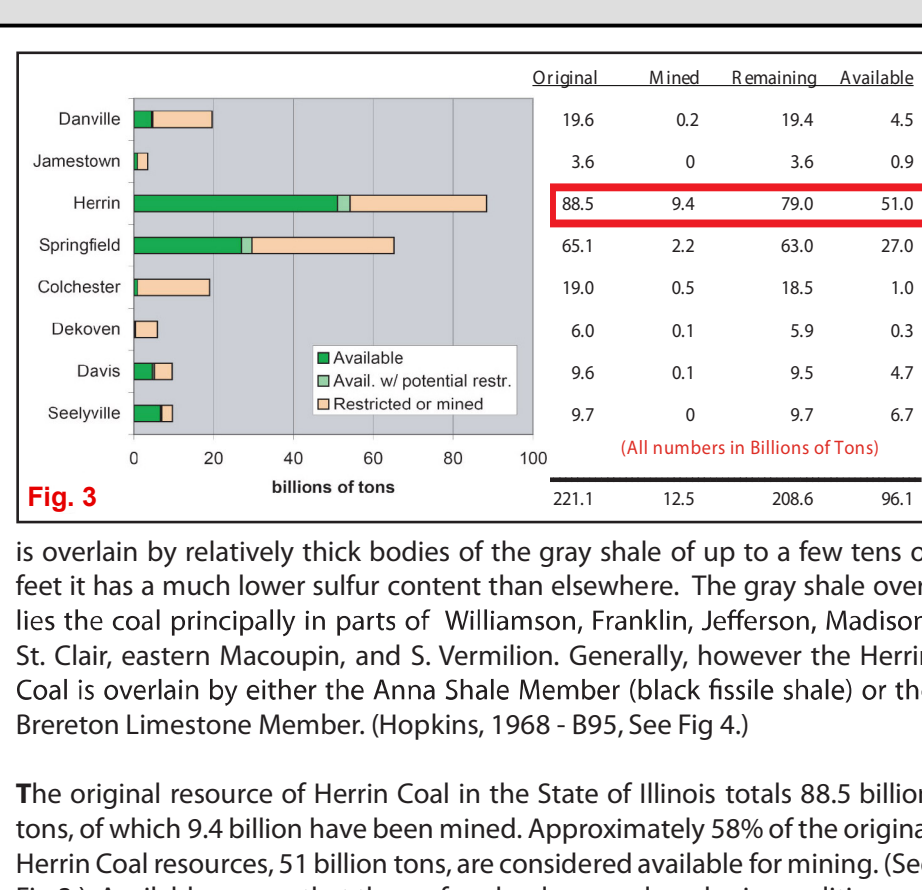 Original Mined Remaining Available
Danville 19.6 0.2 19.4 4.5
Jamestown 3.6 0 3.6 0.9
Herrin 88.5 9.4 79.0 51.0
Springfield 65.1 2.2 63.0 27.0
Colchester 19.0 0.5 18.5 1.0
Dekoven 6.0 0.1 5.9 0.3
Available
Davis 9.6 0.1 9.5 4.7
Avail. w/ potential restr.
Restricted or mined
Seelyville 9.7 0 9.7 6.7
(All numbers in Billions of Tons)
0 20 40 60 80 100
billions of tons
Fig. 3 221.1 12.5 208.6 96.1
is overlain by relatively thick bodies of the gray shale of up to a few tens o
feet it has a much lower sulfur content than elsewhere. The gray shale over
lies the coal principally in parts of Williamson, Franklin, Jefferson, Madison
St. Clair, eastern Macoupin, and S. Vermilion. Generally, however the Herrin
Coal is overlain by either the Anna Shale Member (black fissile shale) or the
Brereton Limestone Member. (Hopkins, 1968 - B95, See Fig 4.)
The original resource of Herrin Coal in the State of Illinois totals 88.5 billion
tons, of which 9.4 billion have been mined. Approximately 58% of the origina
Herrin Coal resources, 51 billion tons, are considered available for mining. (See